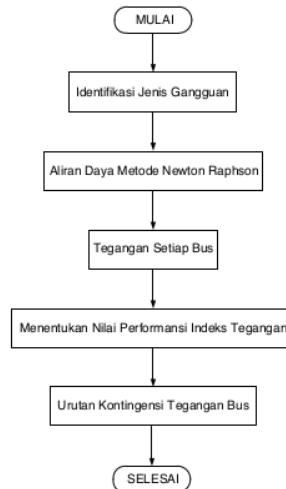 MULAI
Identifikasi Jenis Gangguan
Aliran Daya Metode Newton Raphson
Tegangan Setiap Bus
Menentukan Nilai Performansi Indeks Tegangan
Urutan Kontingensi Tegangan Bus
SELESAI